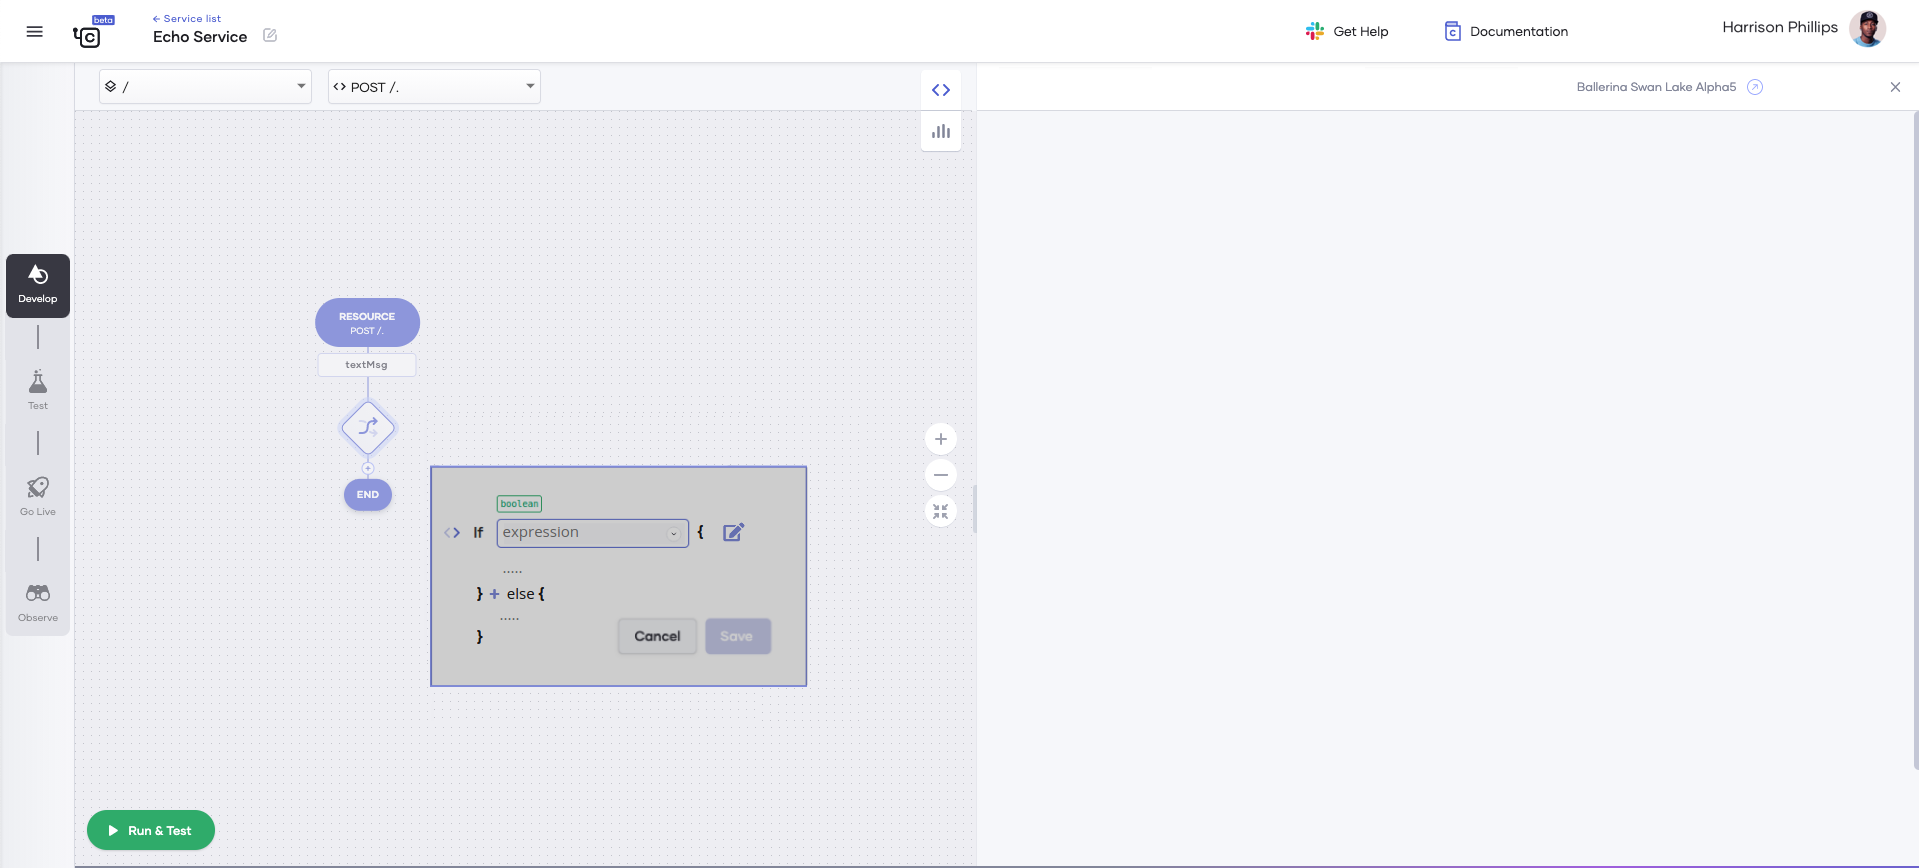 beta
← Service list
Echo Service
Get Help
Documentation
Harrison Phillips
/
<> POST /.
Ballerina Swan Lake Alpha5
Develop
Test
Go Live
Observe
RESOURCE
POST /.
textMsg
END
boolean
<> If expression {
.....
} + else {
.....
}
Cancel
Save
Run & Test